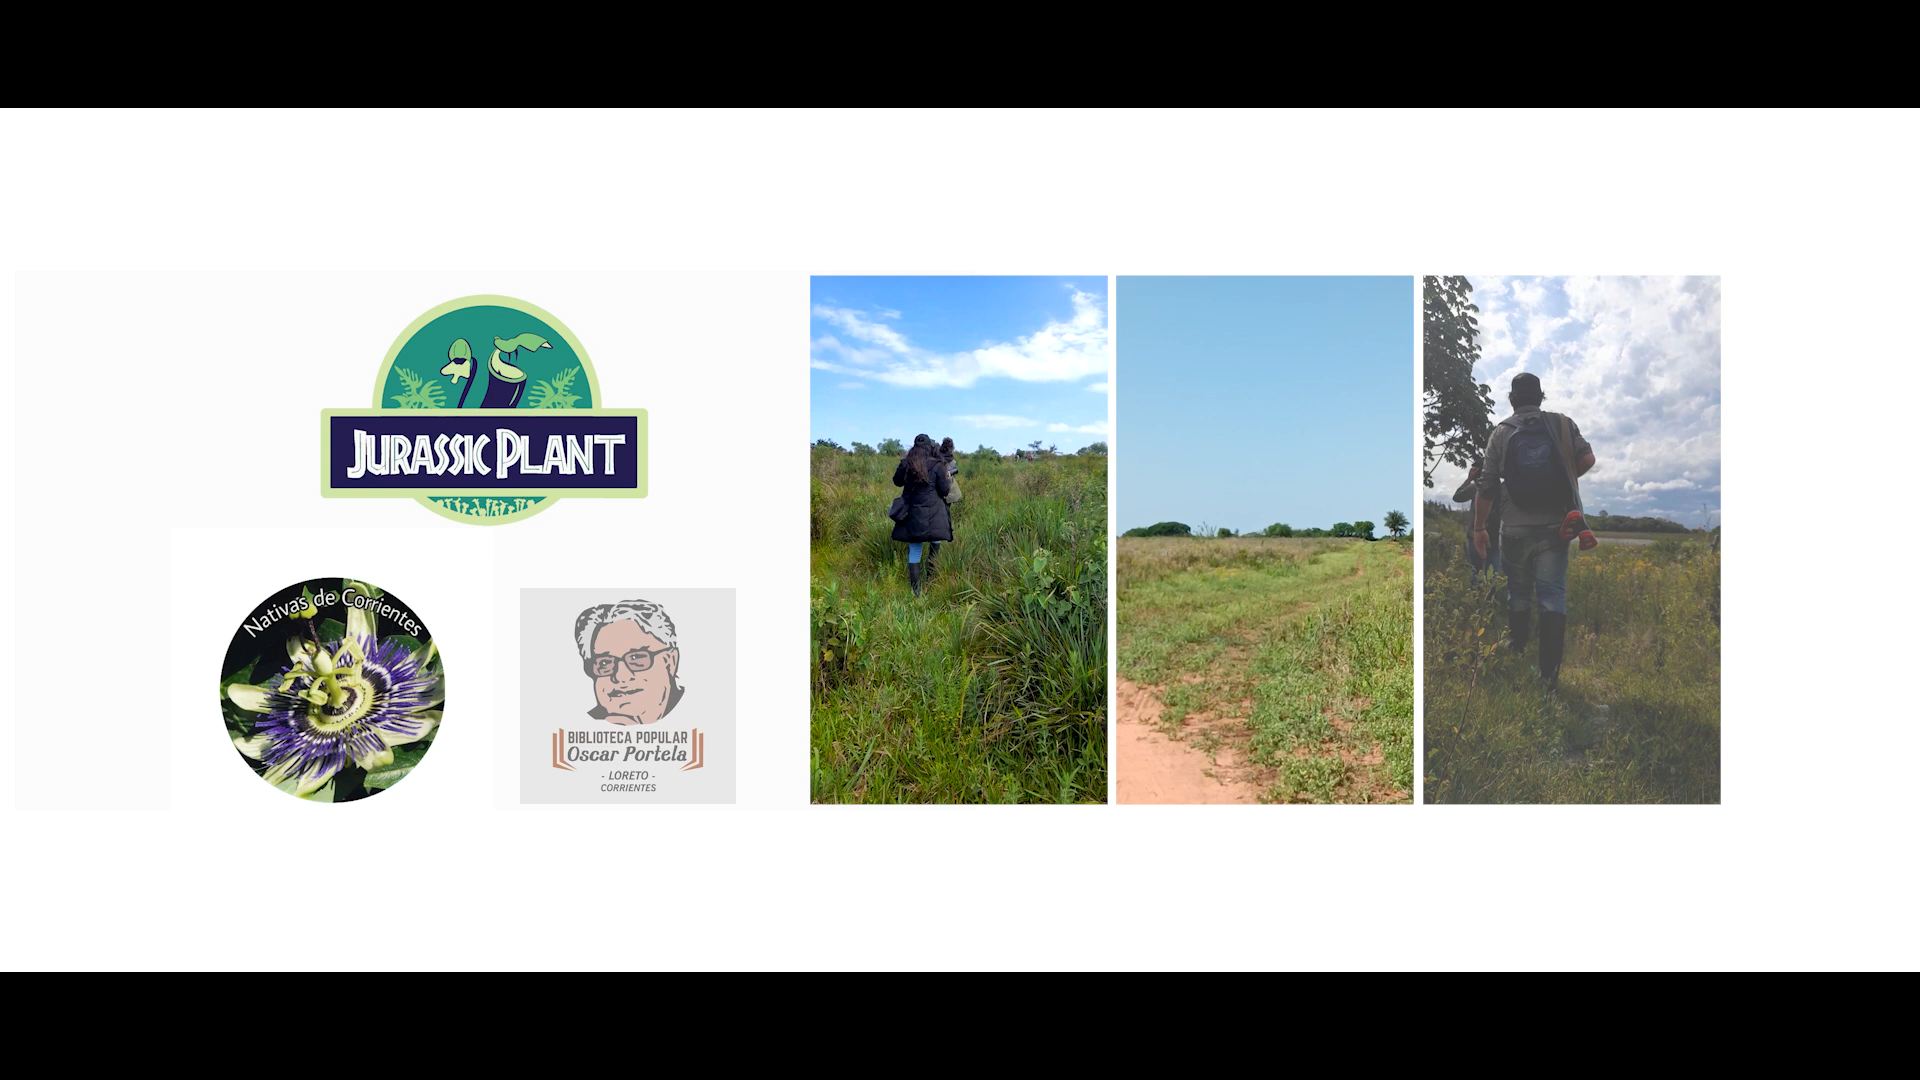 JURASSIC PLANT
Nativas de Corrientes
BIBLIOTECA POPULAR
Oscar Portela
- LORETO -
CORRIENTES